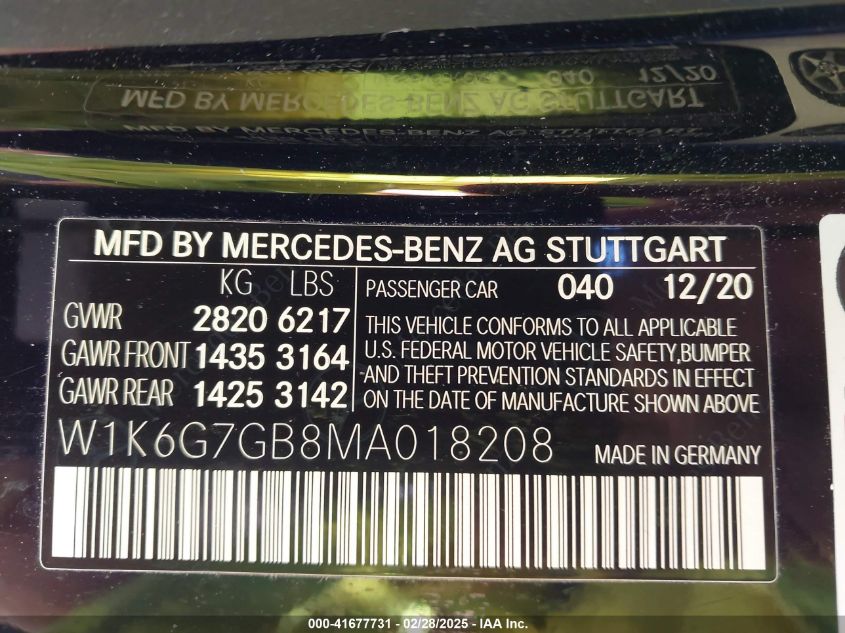 MFD BY MERCEDES BENZ AG STUTTGART
040 12/20
MFD BY MERCEDES-BENZ AG STUTTGART
KG LBS PASSENGER CAR 040 12/20
GVWR 2820 6217
GAWR FRONT 1435 3164
GAWR REAR 1425 3142
THIS VEHICLE CONFORMS TO ALL APPLICABLE
U.S. FEDERAL MOTOR VEHICLE SAFETY,BUMPER
AND THEFT PREVENTION STANDARDS IN EFFECT
ON THE DATE OF MANUFACTURE SHOWN ABOVE
W1K6G7GB8MA018208 MADE IN GERMANY
000-41677731 - 02/28/2025 - IAA Inc.